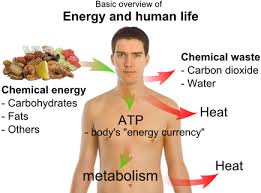 Basic overview of
Energy and human life
Chemical energy
- Carbohydrates
- Fats
- Others
Chemical waste
- Carbon dioxide
- Water
Heat
ATP
- body's "energy currency"
metabolism
Heat